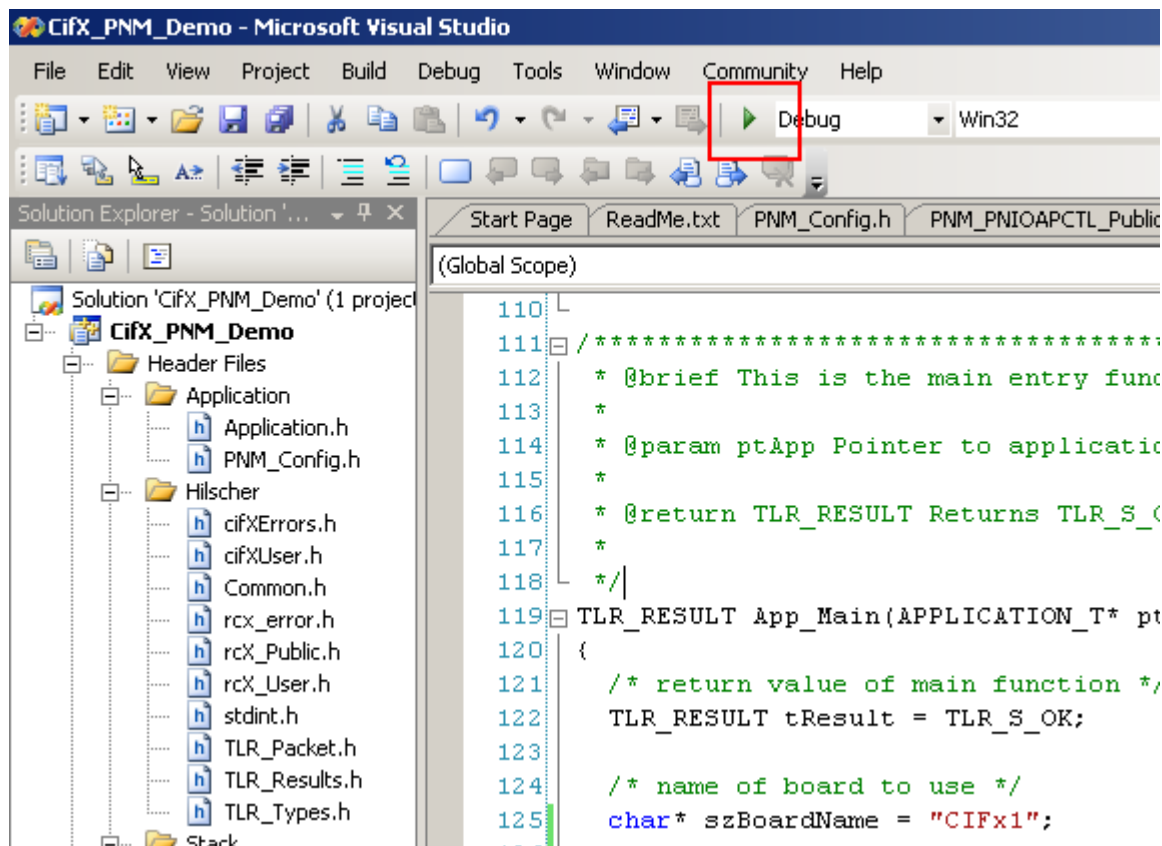 CifX_PNM_Demo - Microsoft Visual Studio
File Edit View Project Build Debug Tools Window Community Help
Debug Win32
Solution Explorer - Solution '...
Start Page ReadMe.txt PNM_Config.h PNM_PNIOAPCTL_Public
(Global Scope)
Solution 'CifX_PNM_Demo' (1 project
CifX_PNM_Demo
Header Files
Application
Application.h
PNM_Config.h
Hilscher
cifXErrors.h
cifXUser.h
Common.h
rcx_error.h
rcX_Public.h
rcX_User.h
stdint.h
TLR_Packet.h
TLR_Results.h
TLR_Types.h
Stack
110
111 /************************************
112 * @brief This is the main entry func
113 *
114 * @param ptApp Pointer to applicatio
115 *
116 * @return TLR_RESULT Returns TLR_S_O
117 *
118 */
119 TLR_RESULT App_Main(APPLICATION_T* pt
120 {
121 /* return value of main function */
122 TLR_RESULT tResult = TLR_S_OK;
123
124 /* name of board to use */
125 char* szBoardName = "CIFx1";